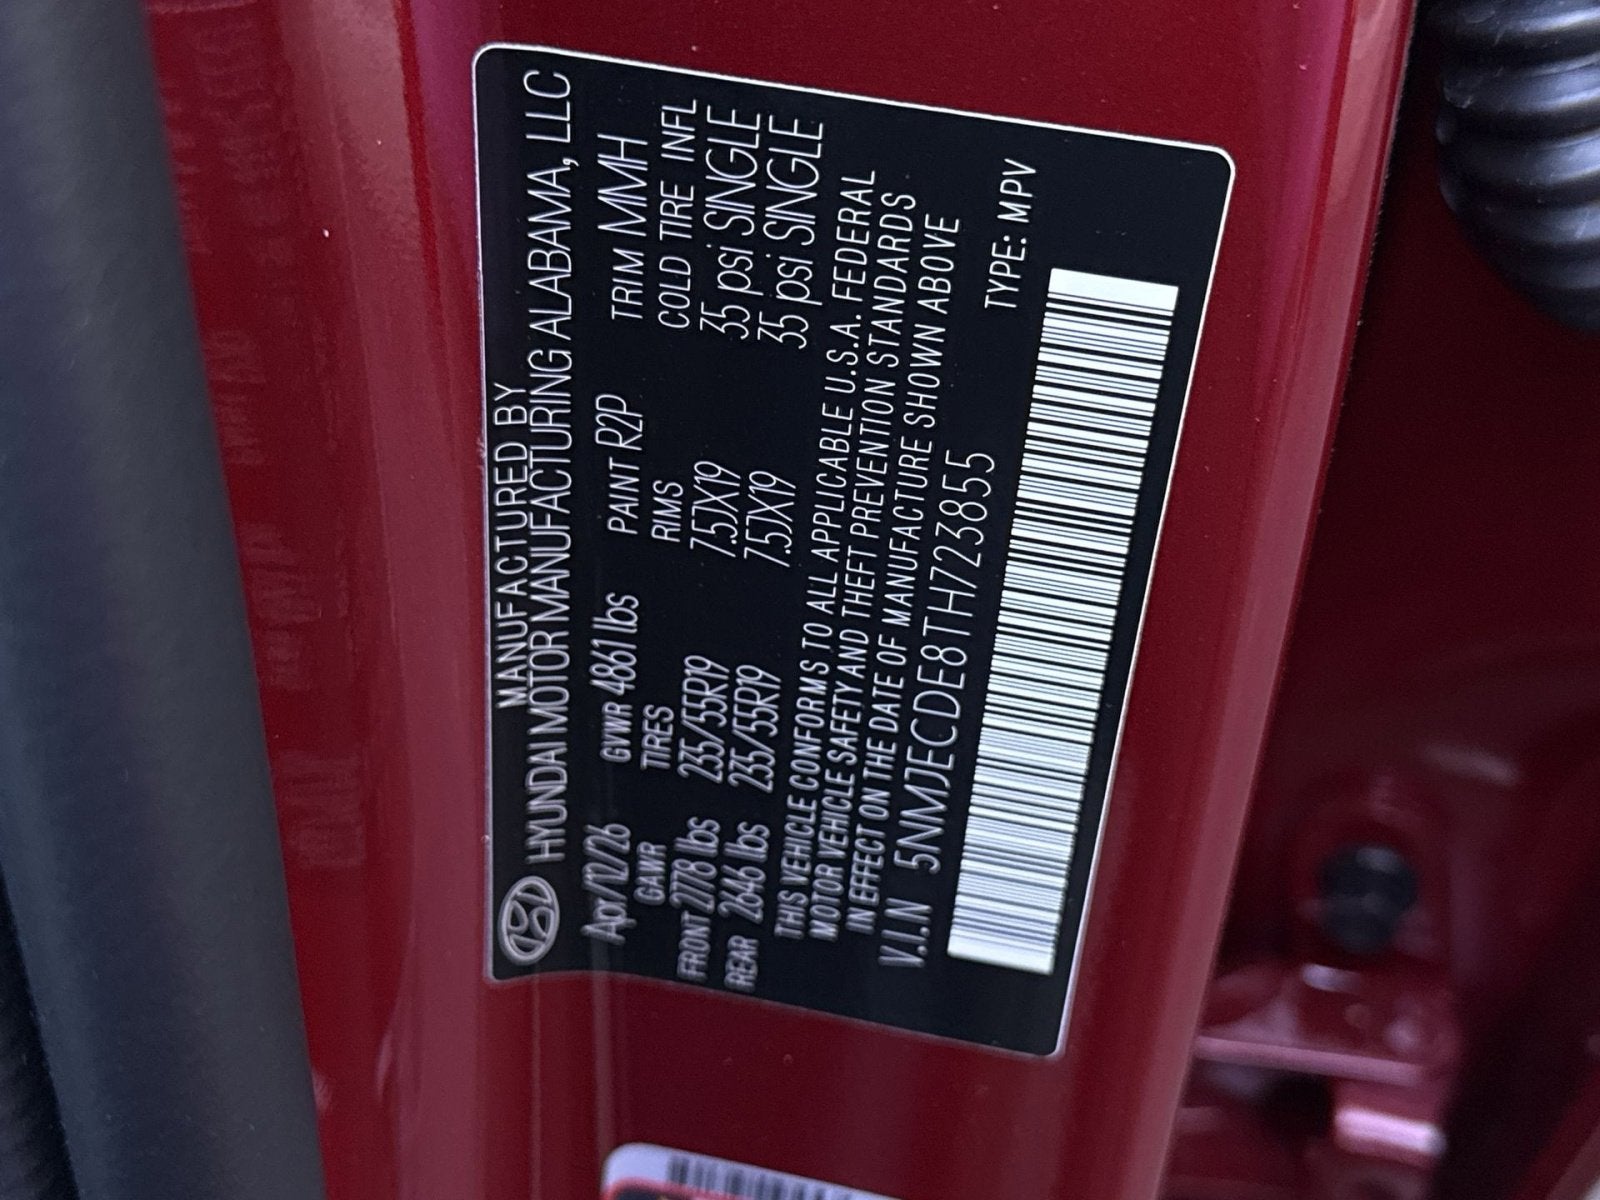 MANUFACTURED BY
HYUNDAI MOTOR MANUFACTURING ALABAMA, LLC
Apr/12/26 GVWR 4861 lbs PAINT R2P TRIM MMH
GAWR TIRES RIMS COLD TIRE INFL
FRONT 2778 lbs 235/55R19 7.5JX19 35 psi SINGLE
REAR 2646 lbs 235/55R19 7.5JX19 35 psi SINGLE
THIS VEHICLE CONFORMS TO ALL APPLICABLE U.S.A. FEDERAL
MOTOR VEHICLE SAFETY AND THEFT PREVENTION STANDARDS
IN EFFECT ON THE DATE OF MANUFACTURE SHOWN ABOVE
V.I.N 5NMJECDE8TH723855 TYPE: MPV